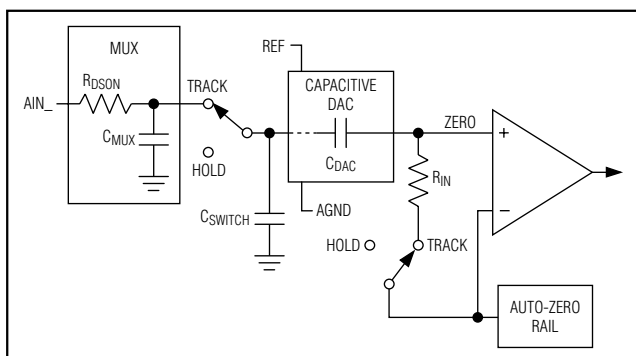 MUX
REF
RDSON
TRACK
CAPACITIVE
DAC
AIN_
ZERO
+
CMUX
CDAC
HOLD
RIN
−
AGND
CSWITCH
HOLD
TRACK
AUTO-ZERO
RAIL